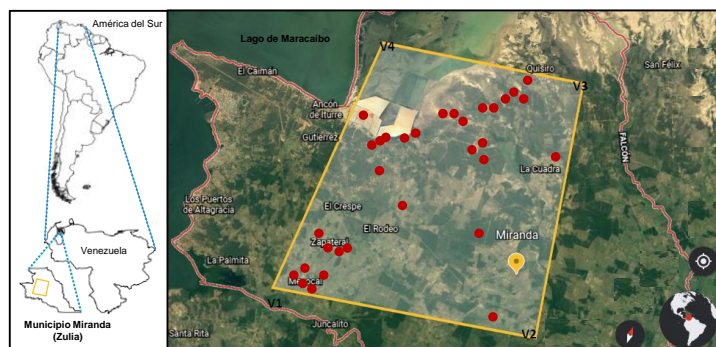 América del Sur
Venezuela
Municipio Miranda
(Zulia)
Lago de Maracaibo
V4
El Caimán
Quisiro
San Félix
V3
Ancón
de Iturre
Gutiérrez
FALCÓN
La Cuadra
Los Puertos
de Altagracia
El Crespe
El Rodeo
Miranda
Zapateral
La Palmita
Mecocal
V1
Juncalito
V2
Santa Rita